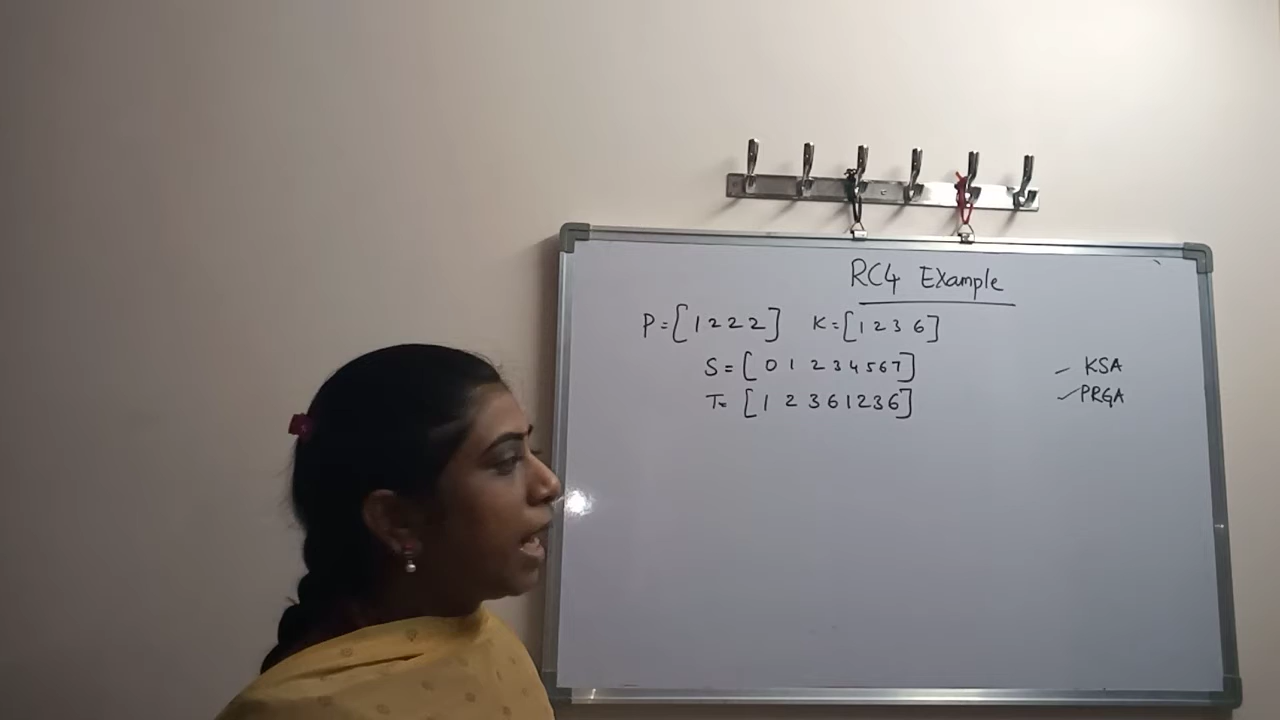 RC4 Example
P=[1 2 2 2] K=[1 2 3 6]
S=[0 1 2 3 4 5 6 7]
T=[1 2 3 6 1 2 3 6]
- KSA
- PRGA